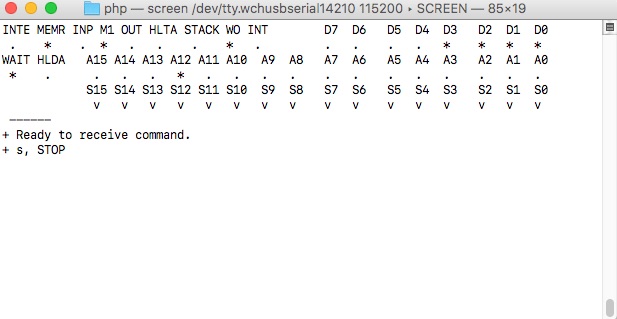 php — screen /dev/tty.wchusbserial14210 115200 ▸ SCREEN — 85×19
INTE MEMR INP M1 OUT HLTA STACK WO INT        D7  D6   D5  D4  D3   D2  D1  D0
 .    *    .  *   .   .    .    *   .         .   .    .   .   *    *   *   *
WAIT HLDA   A15 A14 A13 A12 A11 A10  A9  A8   A7  A6   A5  A4  A3   A2  A1  A0
 *    .      .   .   .   *   .   .    .   .   .   .    .   .   .    .   .   .
            S15 S14 S13 S12 S11 S10  S9  S8   S7  S6   S5  S4  S3   S2  S1  S0
             v   v   v   v   v   v    v   v   v   v    v   v   v    v   v   v
 ------
+ Ready to receive command.
+ s, STOP